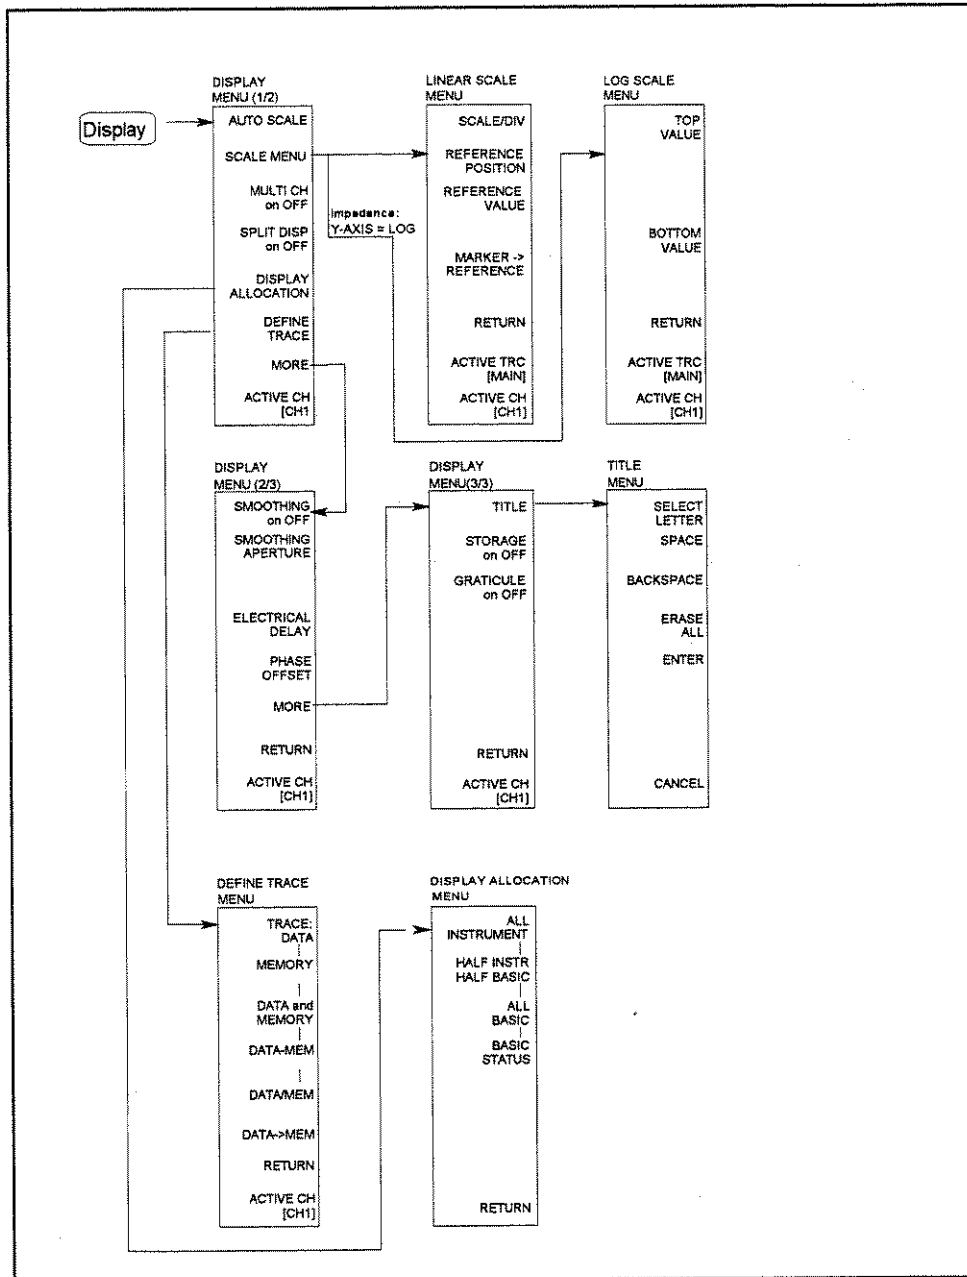 Display
DISPLAY
MENU (1/2)
AUTO SCALE
SCALE MENU
MULTI CH
on OFF
SPLIT DISP
on OFF
DISPLAY
ALLOCATION
DEFINE
TRACE
MORE
ACTIVE CH
[CH1
Impedance:
Y-AXIS = LOG
LINEAR SCALE
MENU
SCALE/DIV
REFERENCE
POSITION
REFERENCE
VALUE
MARKER ->
REFERENCE
RETURN
ACTIVE TRC
[MAIN]
ACTIVE CH
[CH1]
LOG SCALE
MENU
TOP
VALUE
BOTTOM
VALUE
RETURN
ACTIVE TRC
[MAIN]
ACTIVE CH
[CH1]
DISPLAY
MENU (2/3)
SMOOTHING
on OFF
SMOOTHING
APERTURE
ELECTRICAL
DELAY
PHASE
OFFSET
MORE
RETURN
ACTIVE CH
[CH1]
DISPLAY
MENU(3/3)
TITLE
STORAGE
on OFF
GRATICULE
on OFF
RETURN
ACTIVE CH
[CH1]
TITLE
MENU
SELECT
LETTER
SPACE
BACKSPACE
ERASE
ALL
ENTER
CANCEL
DEFINE TRACE
MENU
TRACE:
DATA
MEMORY
DATA and
MEMORY
DATA-MEM
DATA/MEM
DATA->MEM
RETURN
ACTIVE CH
[CH1]
DISPLAY ALLOCATION
MENU
ALL
INSTRUMENT
HALF INSTR
HALF BASIC
ALL
BASIC
BASIC
STATUS
RETURN